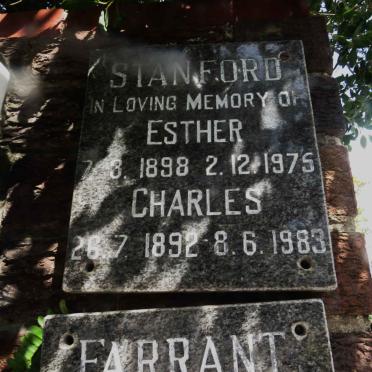 STANFORD
IN LOVING MEMORY OF
ESTHER
7.3. 1898 2.12.1975
CHARLES
26.7. 1892-8.6.1983
FARRANT